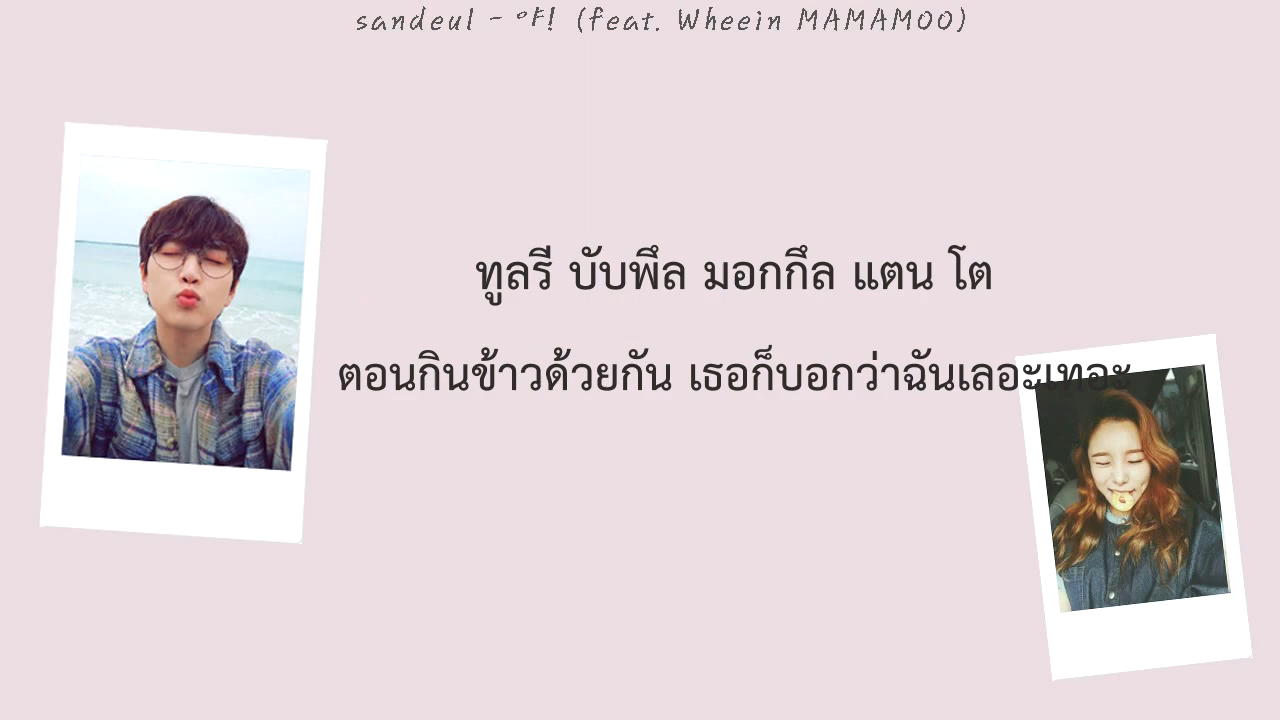 sandeul - 야! (feat. Wheein MAMAMOO)
ทูลรี บับพึล มอกกึล แตน โต
ตอนกินข้าวด้วยกัน เธอก็บอกว่าฉันเลอะเทอะ